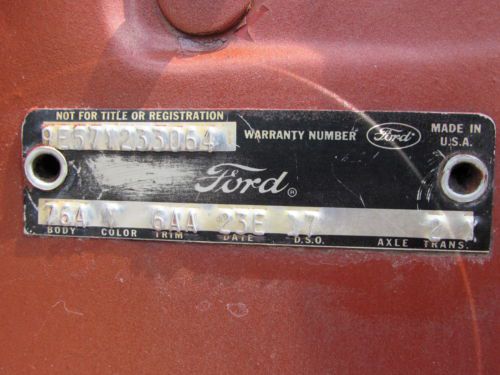 NOT FOR TITLE OR REGISTRATION
WARRANTY NUMBER Ford MADE IN U.S.A.
Ford®
76A 6AA 23E 17 2
BODY COLOR TRIM DATE D.S.O. AXLE TRANS.